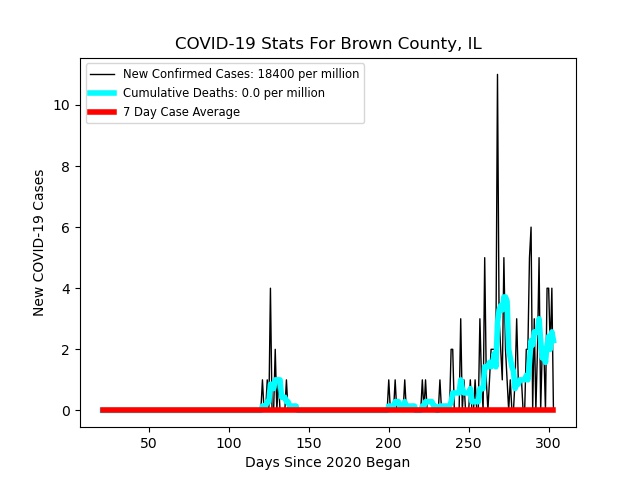 COVID-19 Stats For Brown County, IL
New Confirmed Cases: 18400 per million
Cumulative Deaths: 0.0 per million
7 Day Case Average
New COVID-19 Cases
10
8
6
4
2
0
50
100
150
200
250
300
Days Since 2020 Began